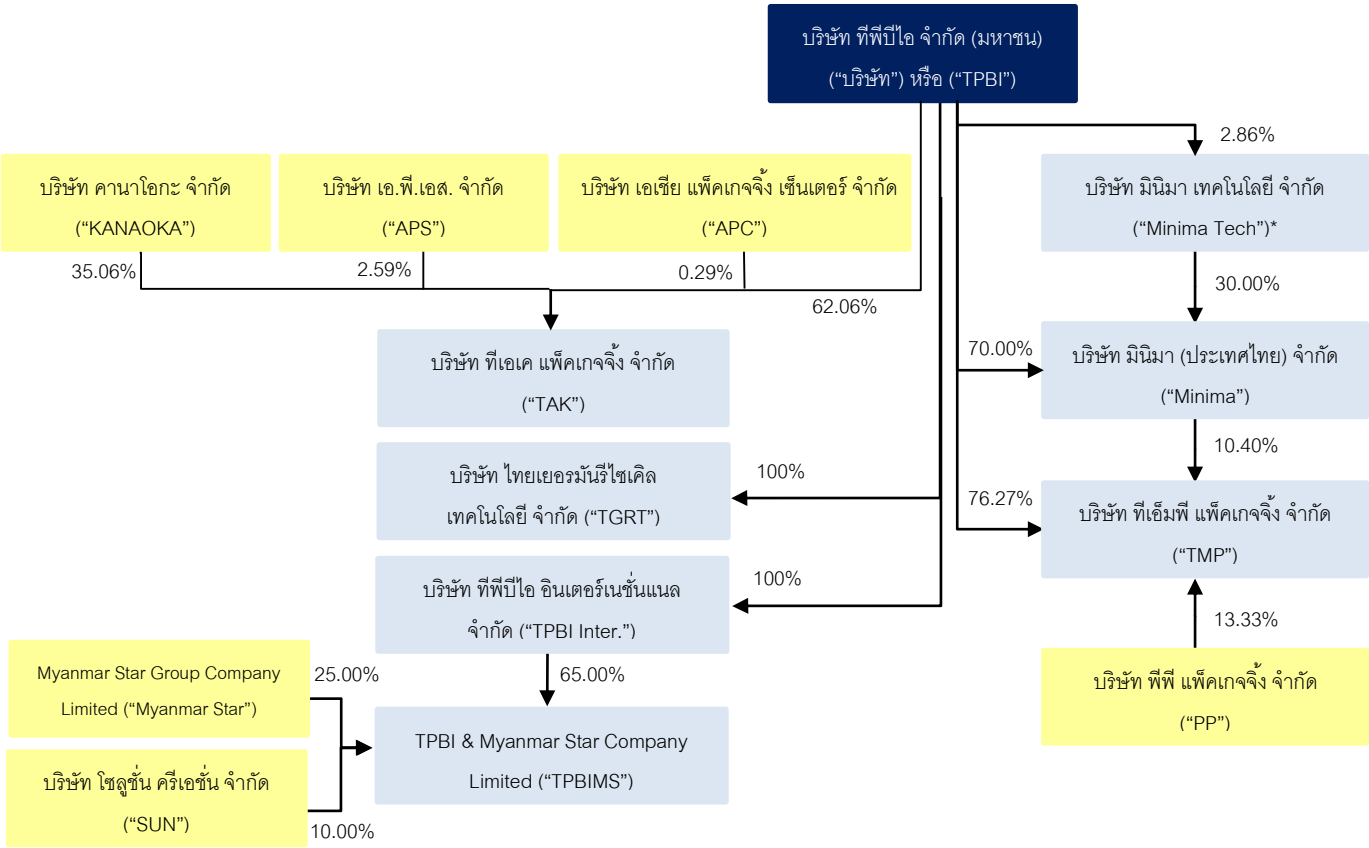 บริษัท ทีพีบีไอ จำกัด (มหาชน)
(“บริษัท”) หรือ (“TPBI”)
2.86%
บริษัท คานาโอกะ จำกัด
(“KANAOKA”)
บริษัท เอ.พี.เอส. จำกัด
(“APS”)
บริษัท เอเชีย แพ็คเกจจิ้ง เซ็นเตอร์ จำกัด
(“APC”)
บริษัท มินิมา เทคโนโลยี จำกัด
(“Minima Tech”)*
35.06%
2.59%
0.29%
62.06%
30.00%
บริษัท ทีเอเค แพ็คเกจจิ้ง จำกัด
(“TAK”)
70.00%
บริษัท มินิมา (ประเทศไทย) จำกัด
(“Minima”)
10.40%
บริษัท ไทยเยอรมันรีไซเคิล
เทคโนโลยี จำกัด (“TGRT”)
100%
76.27%
บริษัท ทีเอ็มพี แพ็คเกจจิ้ง จำกัด
(“TMP”)
บริษัท ทีพีบีไอ อินเตอร์เนชั่นแนล
จำกัด (“TPBI Inter.”)
100%
13.33%
Myanmar Star Group Company
Limited (“Myanmar Star”)
25.00%
65.00%
บริษัท พีพี แพ็คเกจจิ้ง จำกัด
(“PP”)
TPBI & Myanmar Star Company
Limited (“TPBIMS”)
บริษัท โซลูชั่น ครีเอชั่น จำกัด
(“SUN”)
10.00%